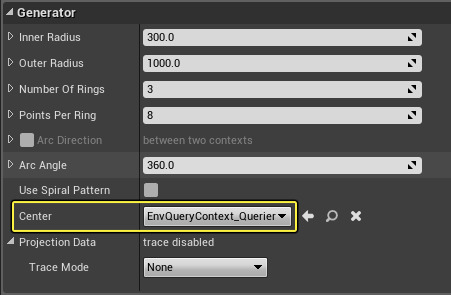 Generator
Inner Radius 300.0
Outer Radius 1000.0
Number Of Rings 3
Points Per Ring 8
Arc Direction between two contexts
Arc Angle 360.0
Use Spiral Pattern
Center EnvQueryContext_Querier
Projection Data trace disabled
Trace Mode None